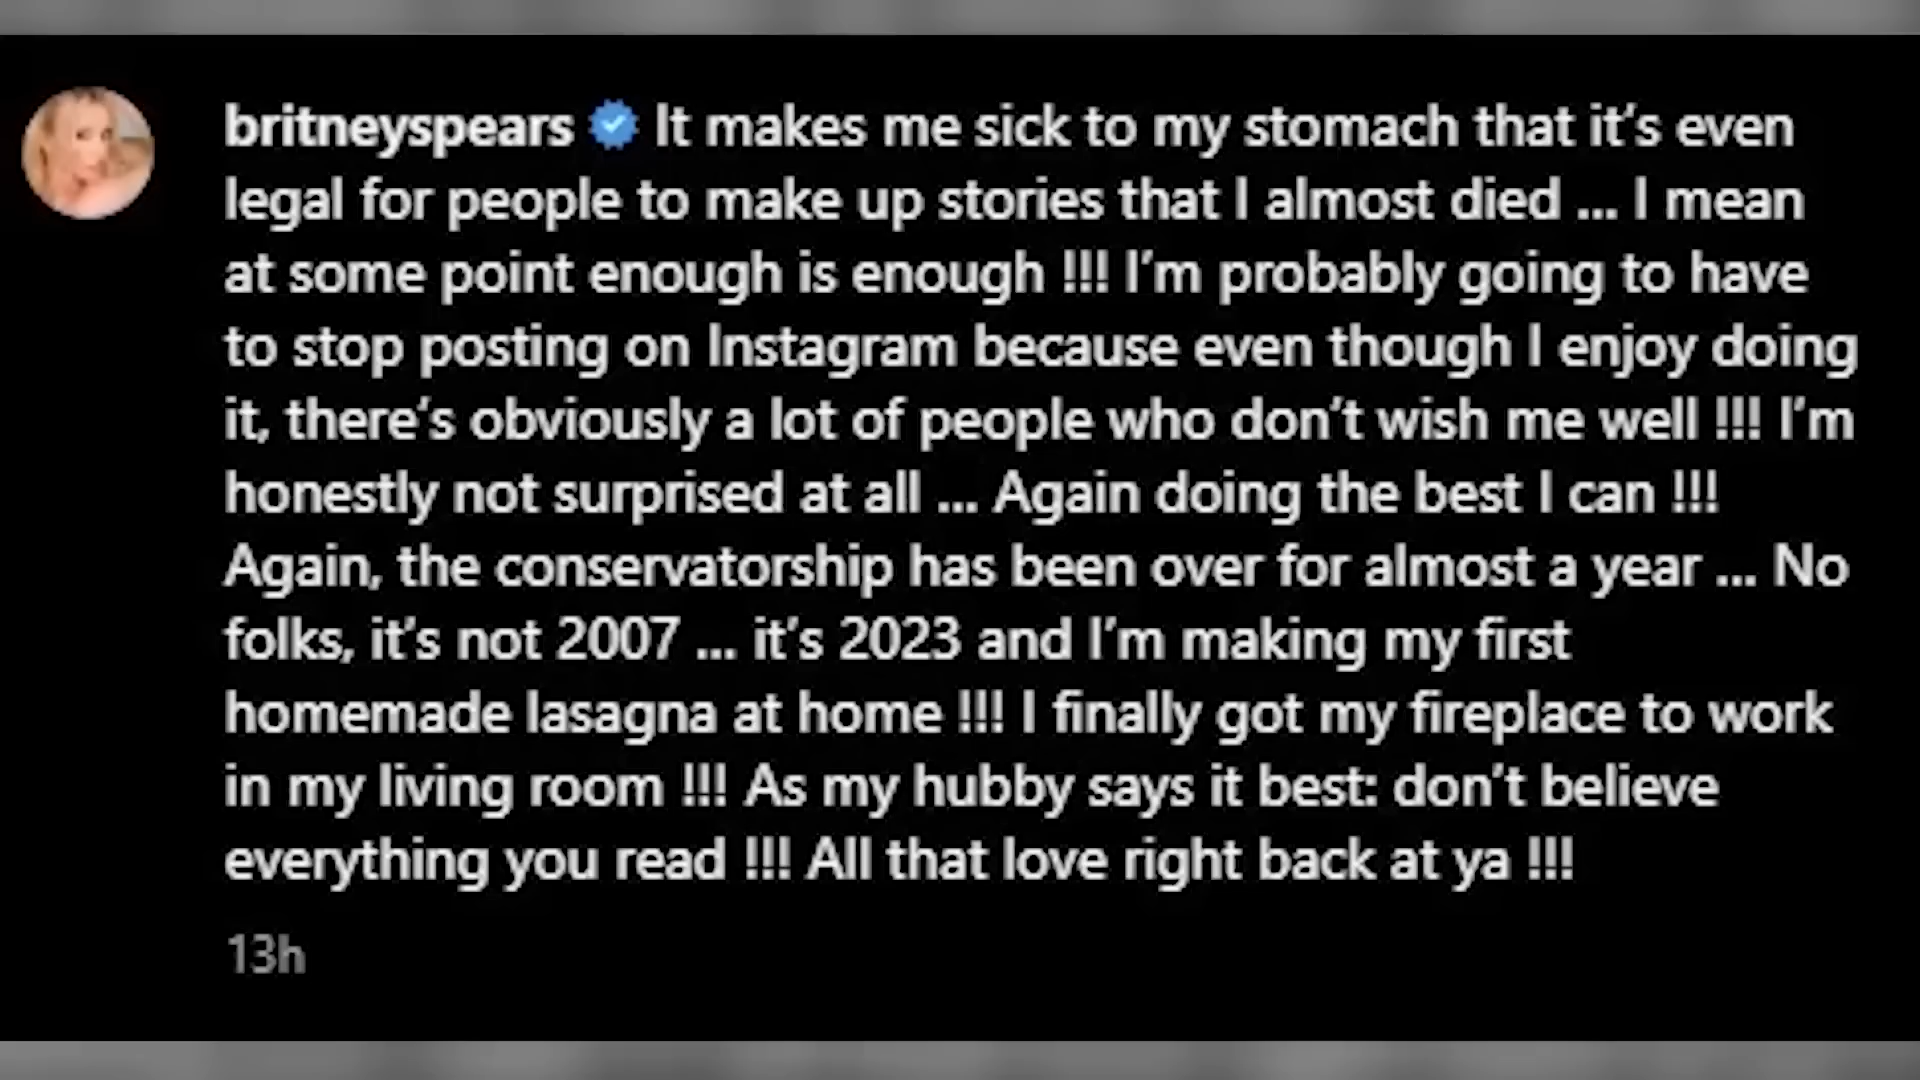 britneyspears It makes me sick to my stomach that it's even
legal for people to make up stories that I almost died ... I mean
at some point enough is enough !!! I'm probably going to have
to stop posting on Instagram because even though I enjoy doing
it, there's obviously a lot of people who don't wish me well !!! I'm
honestly not surprised at all ... Again doing the best I can !!!
Again, the conservatorship has been over for almost a year ... No
folks, it's not 2007 ... it's 2023 and I'm making my first
homemade lasagna at home !!! I finally got my fireplace to work
in my living room !!! As my hubby says it best: don't believe
everything you read !!! All that love right back at ya !!!
13h